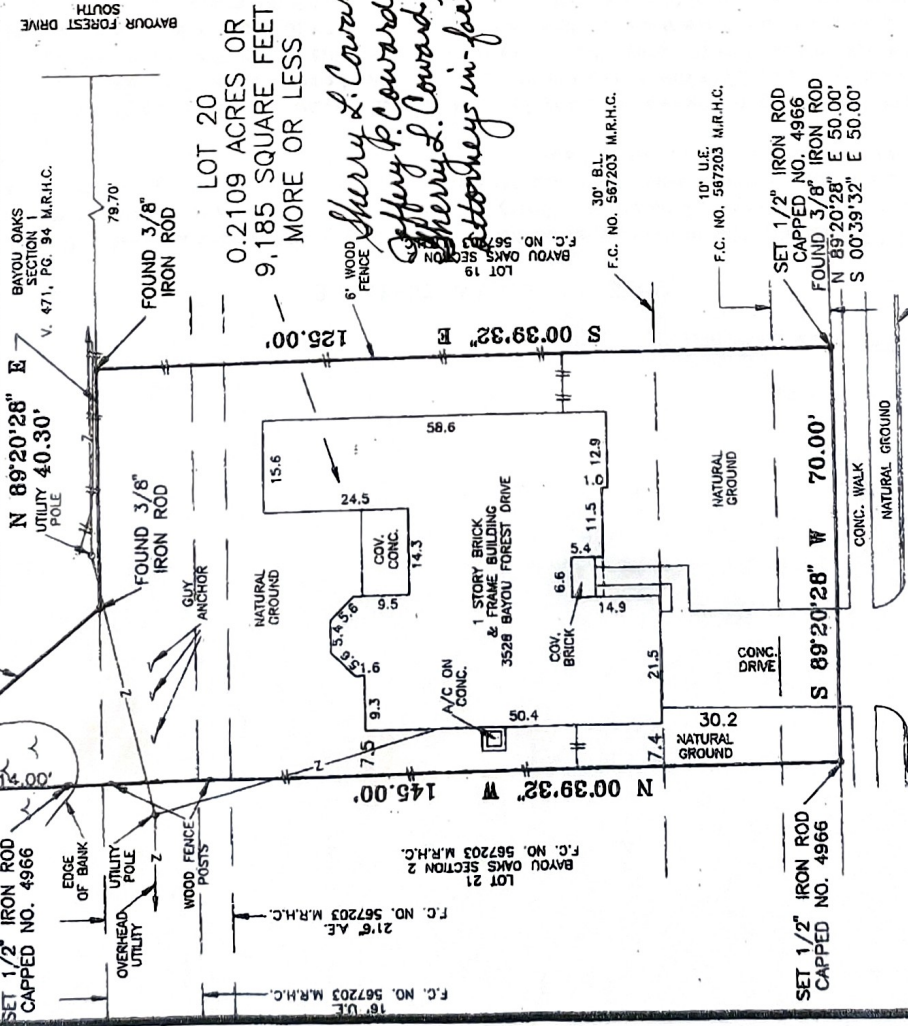 BAYOUR FOREST DRIVE
SOUTH
BAYOU OAKS
SECTION 1
V. 471, PG. 94 M.R.H.C.
79.70'
N 89°20'28" E
40.30'
UTILITY
POLE
FOUND 3/8"
IRON ROD
FOUND 3/8"
IRON ROD
LOT 20
0.2109 ACRES OR
9,185 SQUARE FEET
MORE OR LESS
Sherry L.
Jeffery P. Coward
Sherry L. Coward
attorneys in-fac
6' WOOD
FENCE
LOT 19
BAYOU OAKS SECTION 2
F.C. NO. 567203 M.R.H.C.
30' B.L.
F.C. NO. 567203 M.R.H.C.
10' U.E.
F.C. NO. 567203 M.R.H.C.
SET 1/2" IRON ROD
CAPPED NO. 4966
FOUND 3/8" IRON ROD
N 89°20'28" E 50.00'
S 00°39'32" E 50.00'
S 00°39'32" E 125.00'
GUY
ANCHOR
NATURAL
GROUND
15.6
58.6
24.5
COV.
CONC.
14.3
9.5
5.6
5.4
5.6
1.6
9.3
7.5
A/C ON
CONC.
1 STORY BRICK
& FRAME BUILDING
3528 BAYOU FOREST DRIVE
12.9
1.0
11.5
5.4
6.6
14.9
COV.
BRICK
21.5
50.4
7.4
30.2
NATURAL
GROUND
CONC.
DRIVE
NATURAL
GROUND
S 89°20'28" W 70.00'
CONC. WALK
NATURAL GROUND
N 00°39'32" W 145.00'
14.00'
SET 1/2" IRON ROD
CAPPED NO. 4966
EDGE
OF BANK
UTILITY
POLE
OVERHEAD
UTILITY
WOOD FENCE
POSTS
LOT 21
BAYOU OAKS SECTION 2
F.C. NO. 567203 M.R.H.C.
21'6" A.E.
F.C. NO. 567203 M.R.H.C.
16' U.E.
F.C. NO. 567203 M.R.H.C.
SET 1/2" IRON ROD
CAPPED NO. 4966